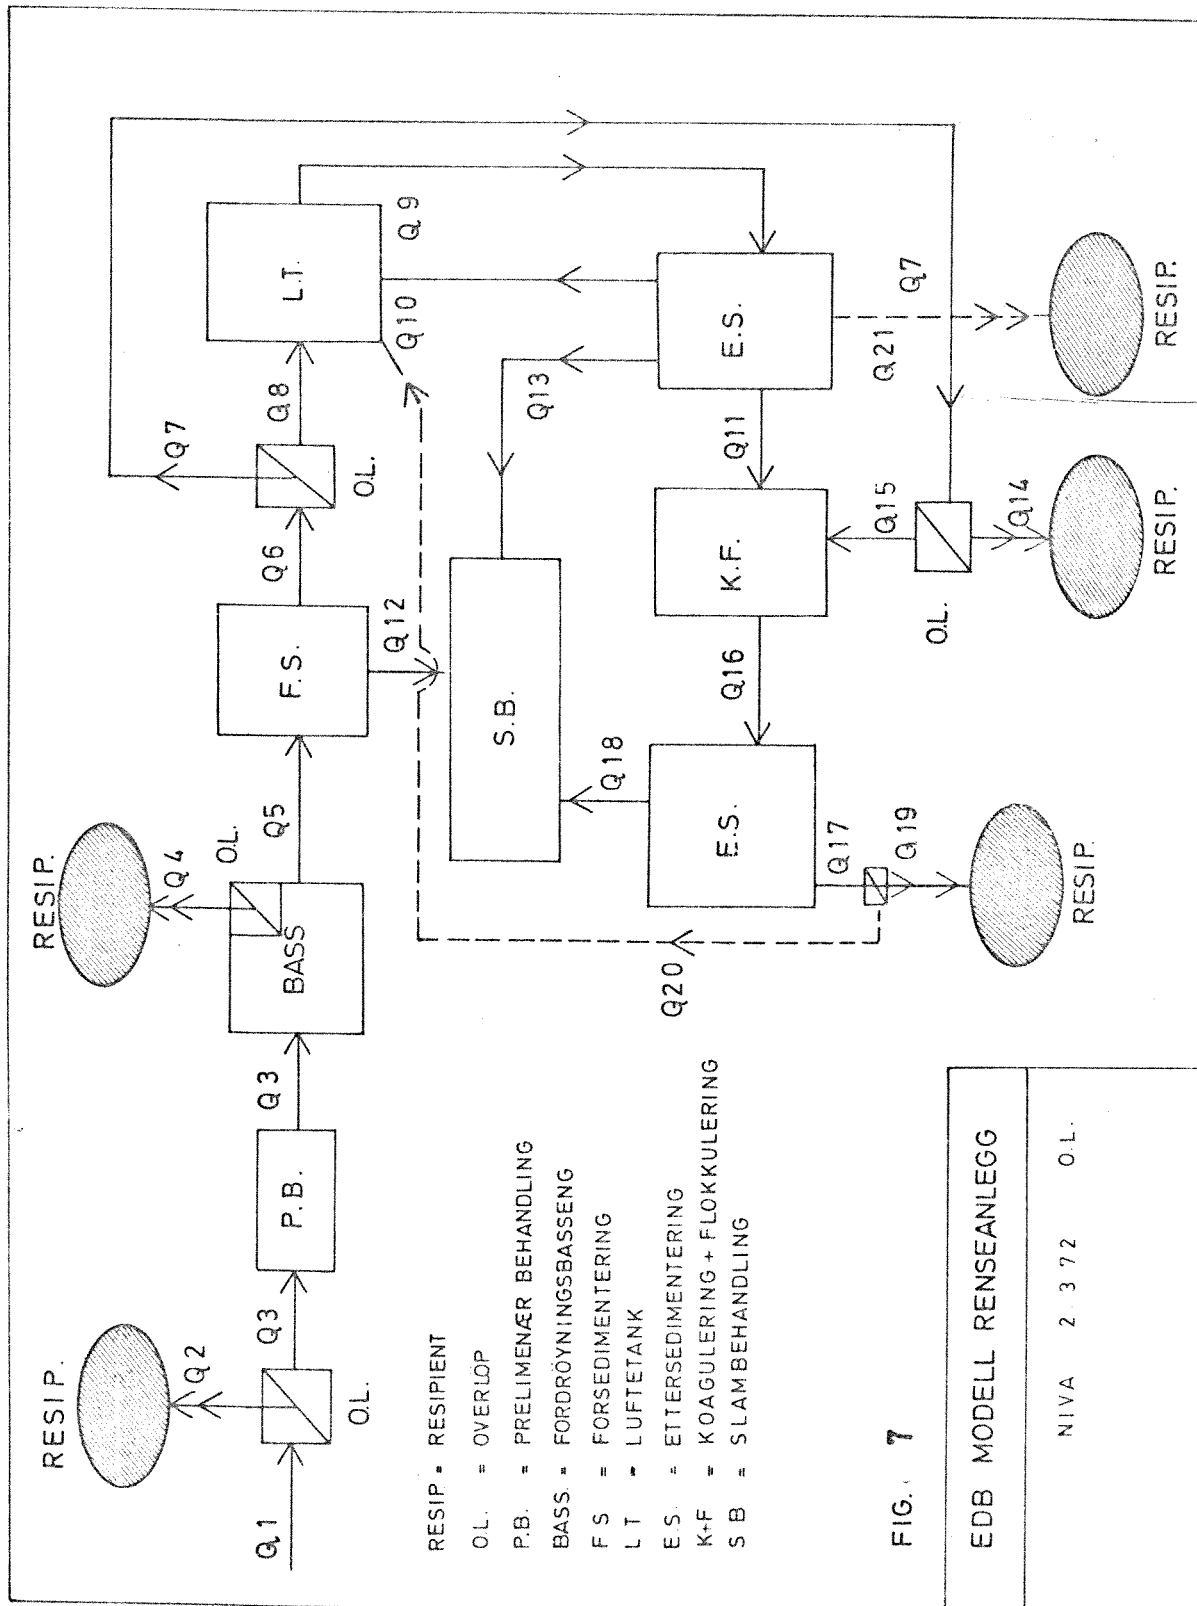 RESIP.
RESIP.
Q2
Q4
O.L.
Q7
Q1
Q3
P.B.
Q3
BASS
Q5
F.S.
Q6
Q8
L.T.
O.L.
O.L.
Q12
Q10
Q9
S.B.
Q13
Q20
Q18
E.S.
Q16
K.F.
Q11
E.S.
Q17
Q19
Q15
O.L.
Q14
Q21
Q7
RESIP.
RESIP.
RESIP.
RESIP = RESIPIENT
O.L. = OVERLÖP
P.B. = PRELIMENÆR BEHANDLING
BASS. = FORDRÖYNINGSBASSENG
F S = FORSEDIMENTERING
L T = LUFTETANK
E.S. = ETTERSEDIMENTERING
K+F = KOAGULERING + FLOKKULERING
S B = SLAMBEHANDLING
FIG. 7
EDB MODELL RENSEANLEGG
NIVA 2 3 72 O.L.